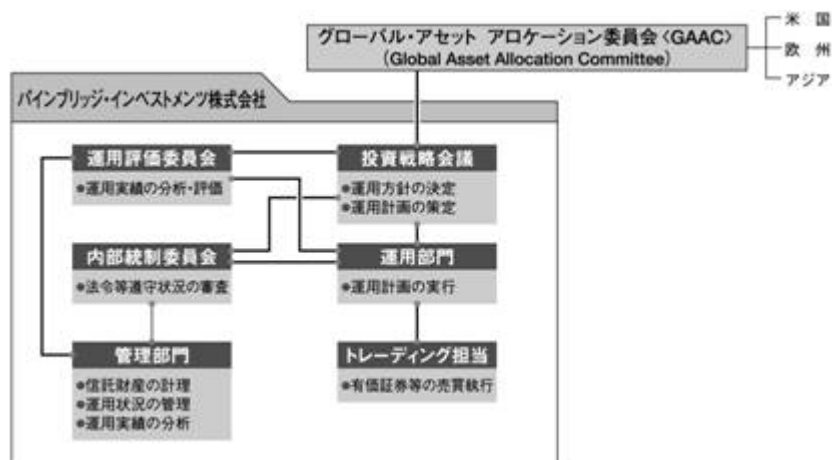 グローバル・アセット アロケーション委員会〈GAAC〉
（Global Asset Allocation Committee）
米 国
欧 州
アジア
パインブリッジ・インベストメンツ株式会社
運用評価委員会
●運用実績の分析・評価
投資戦略会議
●運用方針の決定
●運用計画の策定
内部統制委員会
●法令等遵守状況の審査
運用部門
●運用計画の実行
管理部門
●信託財産の計理
●運用状況の管理
●運用実績の分析
トレーディング担当
●有価証券等の売買執行